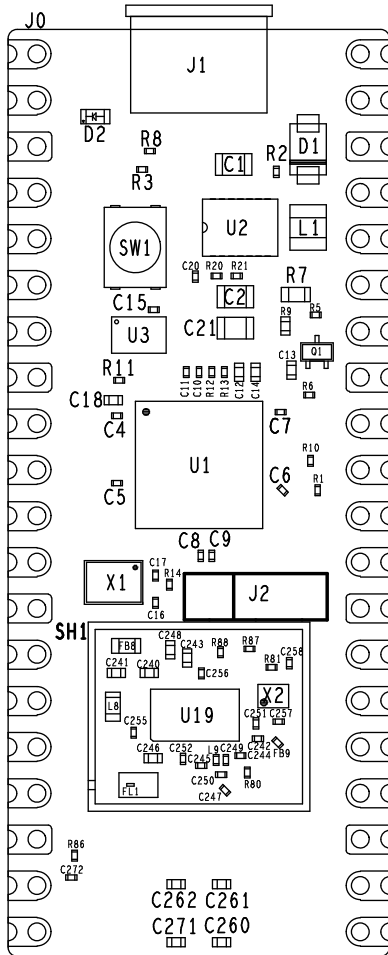 J0
J1
D2
R8
R3
C1
R2
D1
SW1
U2
L1
C20 R20 R21
R7
C15
C2
R9 R5
U3
C21
Q1
C13
R11
C11 C10 R12 R13 C12 C14
R6
C18
C4
C7
U1
R10
C5
C6
R1
C8 C9
C17
R14
X1
J2
C16
SH1
FB8 C248 C243 R88 R87 C258
R81
C241 C240 C256
L8
X2
U19
C255
C251 C257
C246 C252 L9 C249 C242
C245 C244 FB9
C250 R80
FL1
C247
R86
C272
C262 C261
C271 C260